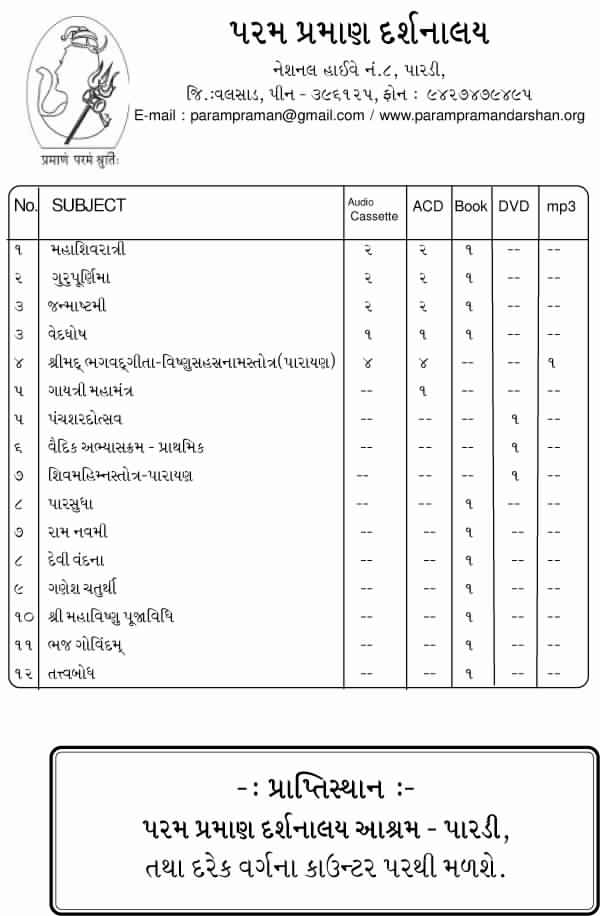 પરમ પ્રમાણ દર્શનાલય
નેશનલ હાઈવે નં.૮, પારડી,
જિ.:વલસાડ, પીન - ૩૯૬૧૨૫, ફોન : ૯૪૨૭૪૭૯૪૯૫
E-mail : parampraman@gmail.com / www.parampramandarshan.org
प्रमाणं परमं श्रुतिः
No. SUBJECT Audio Cassette ACD Book DVD mp3
૧ મહાશિવરાત્રી ૨ ૨ ૧ -- --
૨ ગુરુપૂર્ણિમા ૨ ૨ ૧ -- --
૩ જન્માષ્ટમી ૨ ૨ ૧ -- --
૩ વેદઘોષ ૧ ૧ ૧ -- --
૪ શ્રીમદ્ ભગવદ્ગીતા-વિષ્ણુસહસનામસ્તોત્ર(પારાયણ) ૪ ૪ -- -- ૧
૫ ગાયત્રી મહામંત્ર -- ૧ -- -- --
૫ પંચશરદોત્સવ -- -- -- ૧ --
૬ વૈદિક અભ્યાસક્રમ - પ્રાથમિક -- -- -- ૧ --
૭ શિવમહિમ્નસ્તોત્ર-પારાયણ -- -- -- ૧ --
૮ પારસુધા -- -- ૧ -- --
૭ રામ નવમી -- -- ૧ -- --
૮ દેવી વંદના -- -- ૧ -- --
૯ ગણેશ ચતુર્થી -- -- ૧ -- --
૧૦ શ્રી મહાવિષ્ણુ પૂજાવિધિ -- -- ૧ -- --
૧૧ ભજ ગોવિંદમ્ -- -- ૧ -- --
૧૨ તત્ત્વબોધ -- -- ૧ -- --
-: પ્રાપ્તિસ્થાન :-
પરમ પ્રમાણ દર્શનાલય આશ્રમ - પારડી,
તથા દરેક વર્ગના કાઉન્ટર પરથી મળશે.